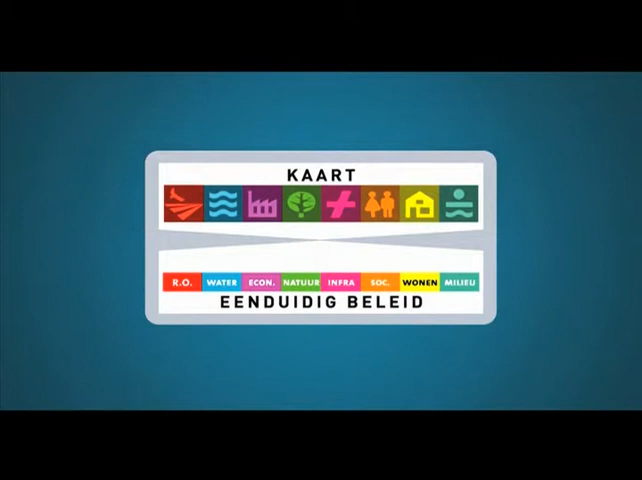 KAART
R.O. WATER ECON. NATUUR INFRA SOC. WONEN MILIEU
EENDUIDIG BELEID